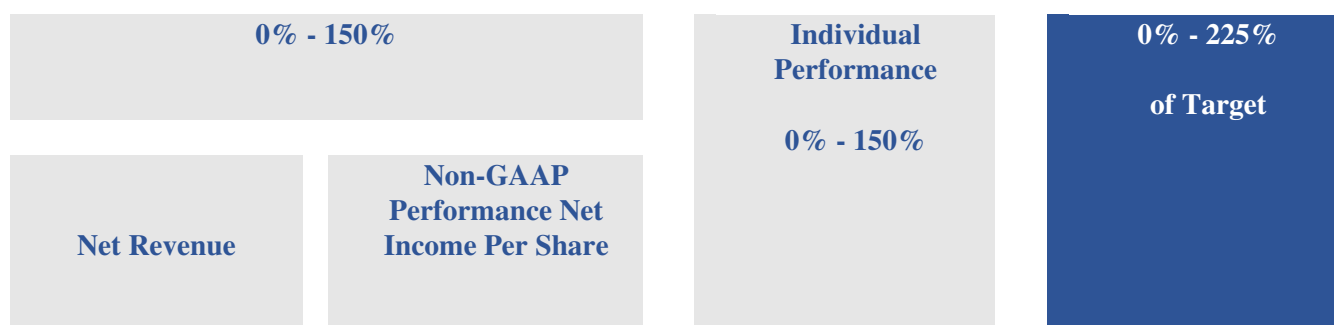 0% - 150%
Net Revenue
Non-GAAP
Performance Net
Income Per Share
Individual
Performance
0% - 150%
0% - 225%
of Target